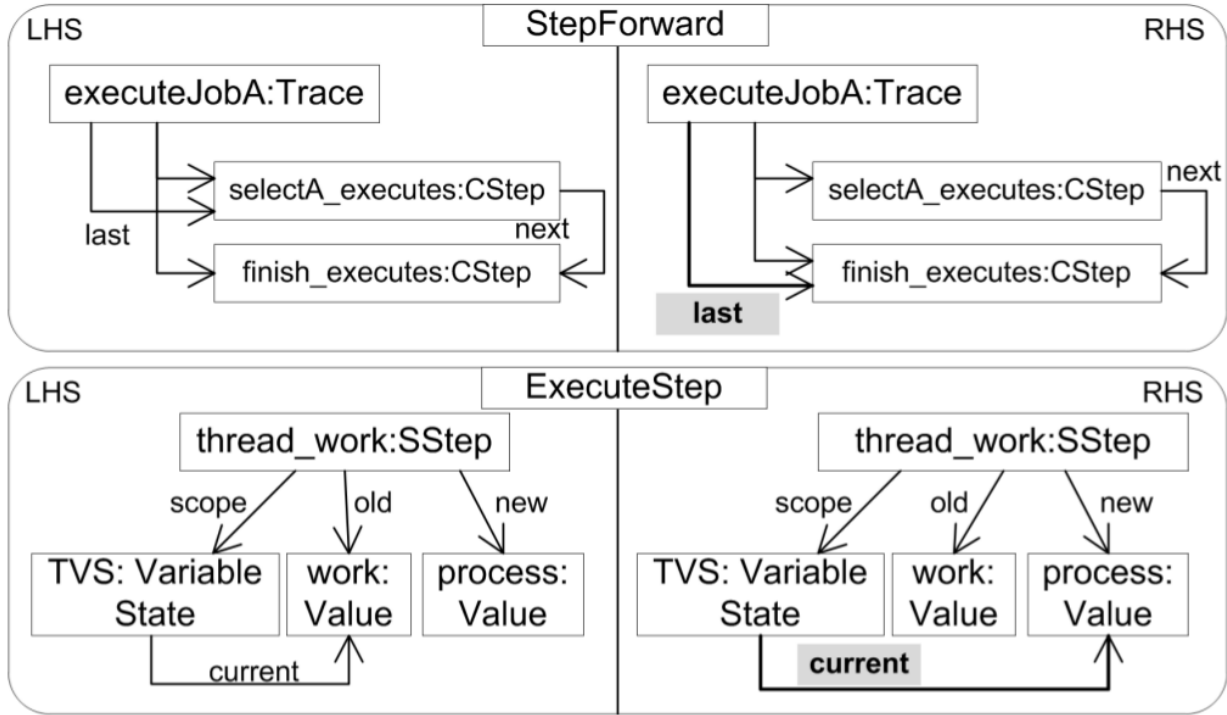 StepForward
LHS
RHS
executeJobA:Trace
selectA_executes:CStep
last
next
finish_executes:CStep
executeJobA:Trace
next
selectA_executes:CStep
finish_executes:CStep
last
ExecuteStep
LHS
RHS
thread_work:SStep
scope
old
new
TVS: Variable
State
work:
Value
process:
Value
current
thread_work:SStep
scope
old
new
TVS: Variable
State
work:
Value
process:
Value
current